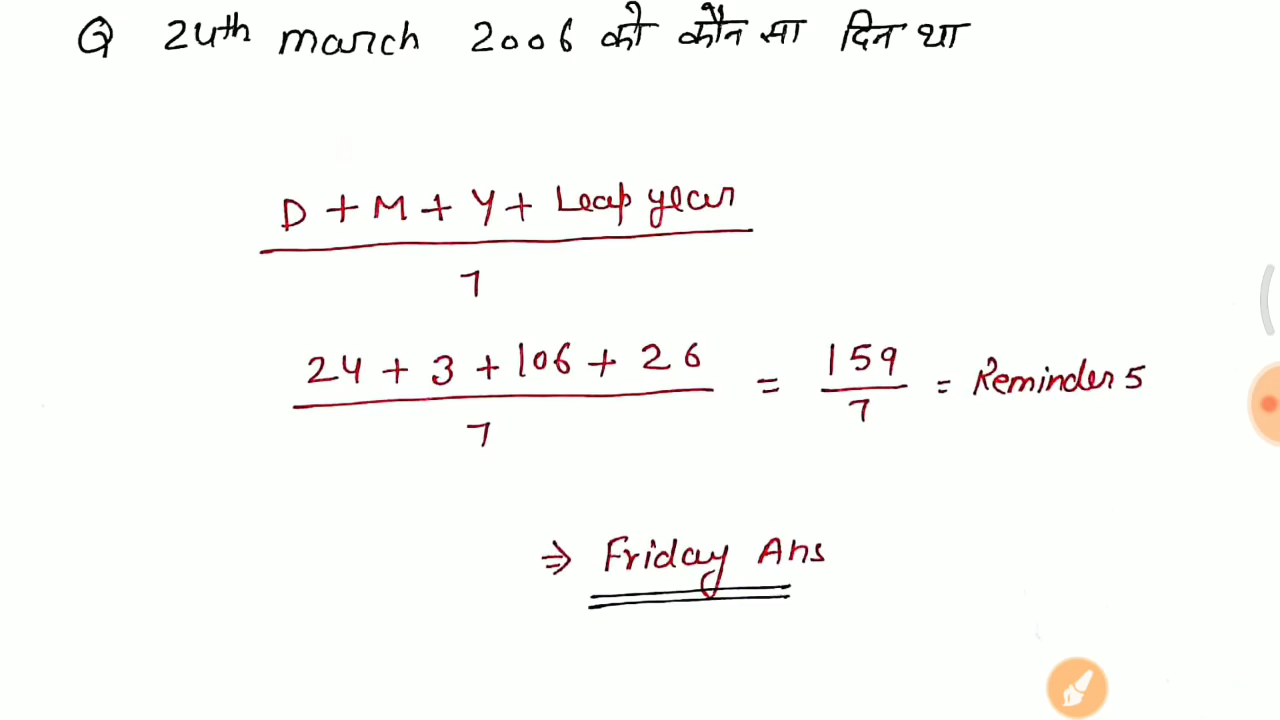 Q 24th march 2006 को कौन सा दिन था
D + M + Y + Leap year
7
24 + 3 + 106 + 26
7
= 159
7
= Reminder 5
⇒ Friday Ans